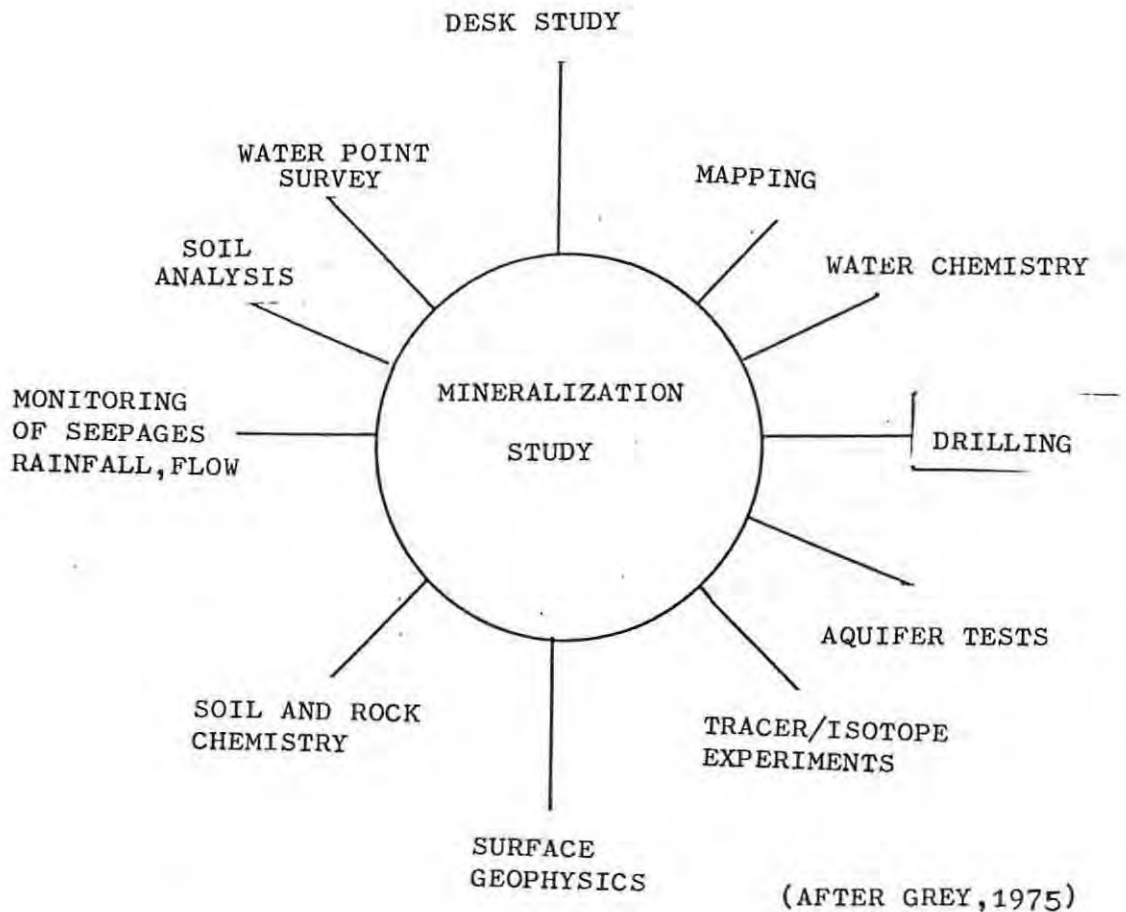 DESK STUDY
WATER POINT
SURVEY
MAPPING
SOIL
ANALYSIS
WATER CHEMISTRY
MINERALIZATION
STUDY
MONITORING
OF SEEPAGES
RAINFALL,FLOW
DRILLING
AQUIFER TESTS
SOIL AND ROCK
CHEMISTRY
TRACER/ISOTOPE
EXPERIMENTS
SURFACE
GEOPHYSICS
(AFTER GREY,1975)